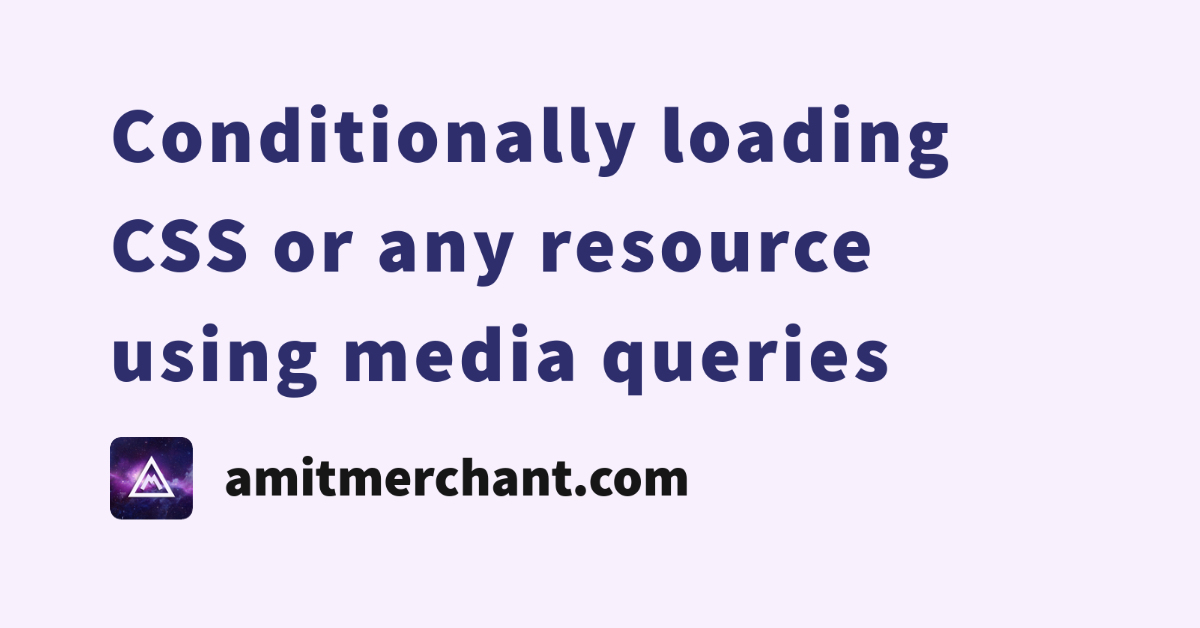 Conditionally loading
CSS or any resource
using media queries
amitmerchant.com